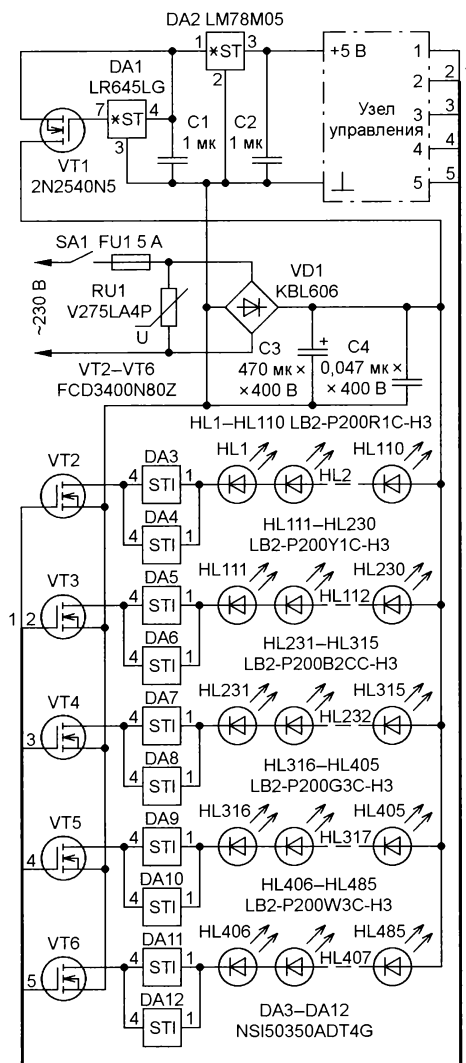 DA2 LM78M05
DA1
LR645LG
1 ✶ST 3
2
+5 В
1
2
3
4
5
1
2
3
4
5
Узел
управления
7 ✶ST 4
3
C1
1 мк
C2
1 мк
VT1
2N2540N5
SA1 FU1 5 A
~230 В
RU1
V275LA4P
U
VD1
KBL606
C3
470 мк ×
×400 В
+
C4
0,047 мк ×
× 400 В
VT2–VT6
FCD3400N80Z
HL1–HL110 LB2-P200R1C-H3
VT2
DA3
4 STI 1
DA4
4 STI 1
HL1
HL2
HL110
HL111–HL230
LB2-P200Y1C-H3
VT3
1 2
DA5
4 STI 1
DA6
4 STI 1
HL111
HL112
HL230
HL231–HL315
LB2-P200B2CC-H3
VT4
3
DA7
4 STI 1
DA8
4 STI 1
HL231
HL232
HL315
HL316–HL405
LB2-P200G3C-H3
VT5
4
DA9
4 STI 1
DA10
4 STI 1
HL316
HL317
HL405
HL406–HL485
LB2-P200W3C-H3
VT6
5
DA11
4 STI 1
DA12
4 STI 1
HL406
HL407
HL485
DA3–DA12
NSI50350ADT4G